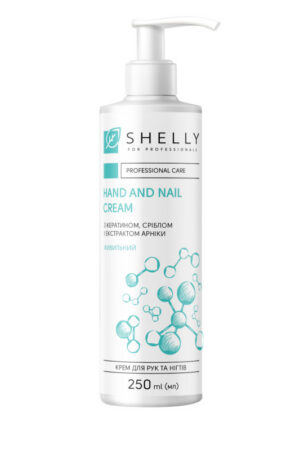 SHELLY
FOR PROFESSIONALS
PROFESSIONAL CARE
HAND AND NAIL
CREAM
З КЕРАТИНОМ, СРІБЛОМ
І ЕКСТРАКТОМ АРНІКИ
ЖИВИЛЬНИЙ
КРЕМ ДЛЯ РУК ТА НІГТІВ
250 ml (мл)